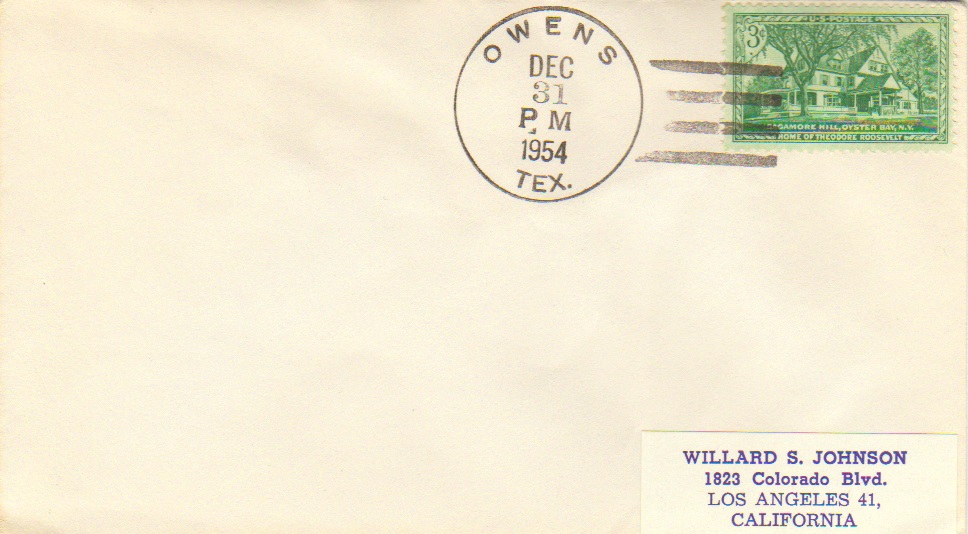 OWENS
DEC
31
P.M
1954
TEX.
U.S. POSTAGE
3¢
SAGAMORE HILL, OYSTER BAY, N.Y.
HOME OF THEODORE ROOSEVELT
WILLARD S. JOHNSON
1823 Colorado Blvd.
LOS ANGELES 41,
CALIFORNIA